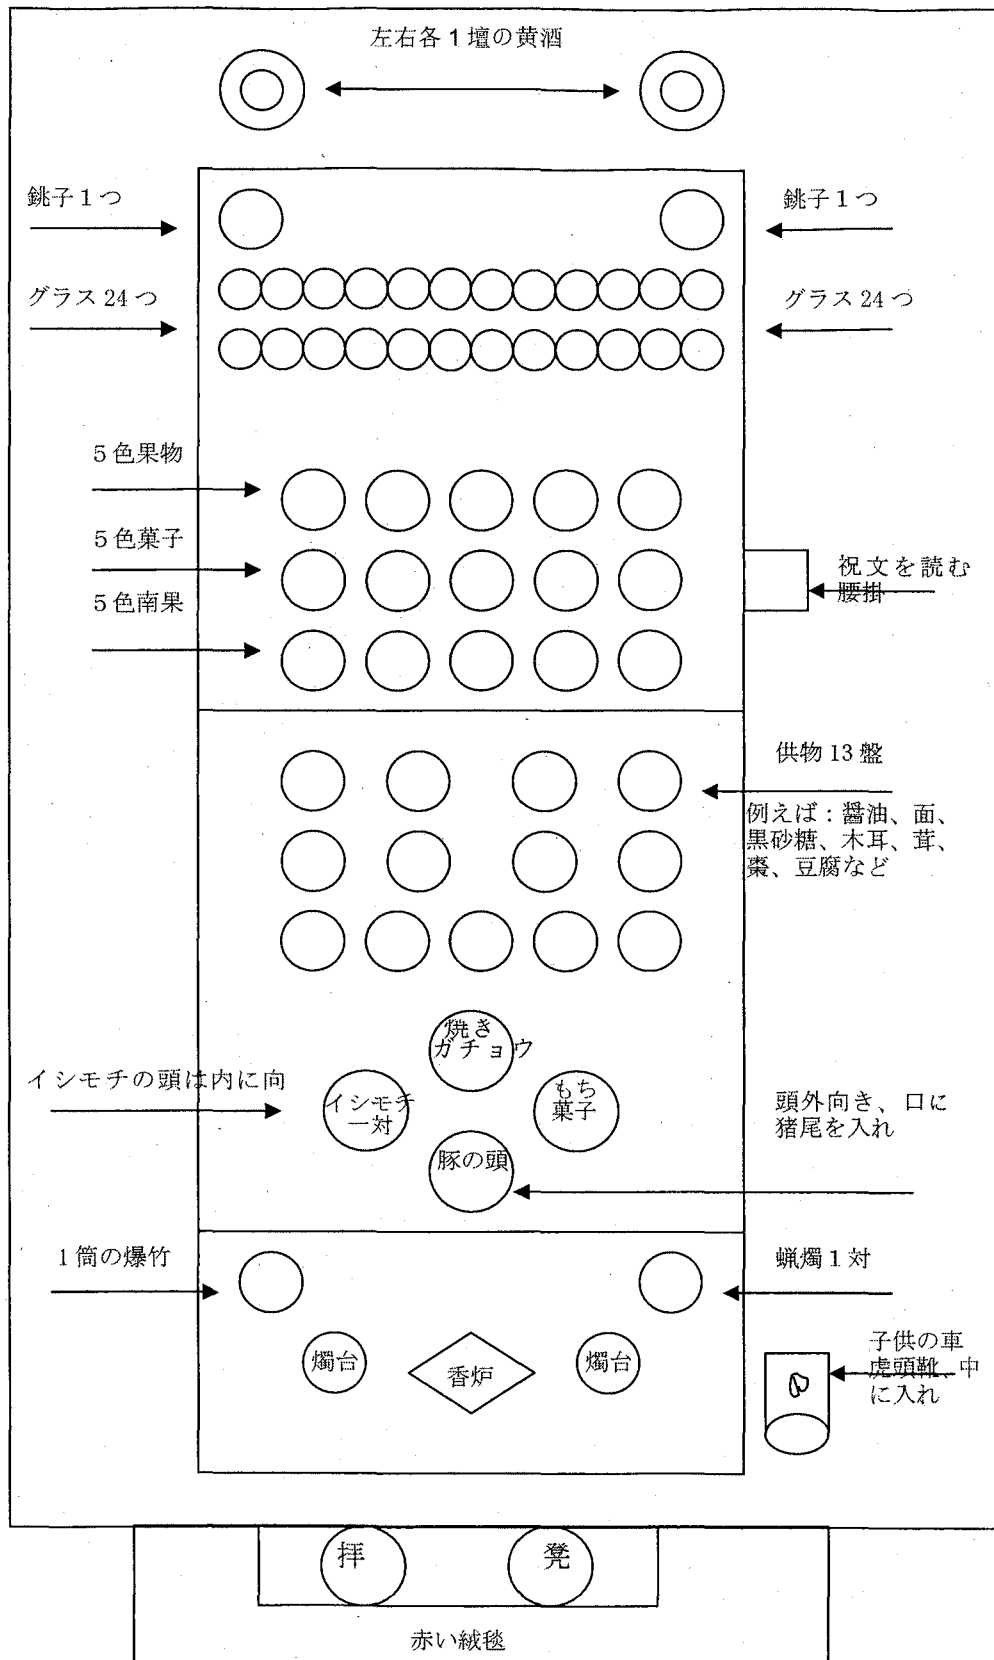 左右各1壇の黄酒
銚子1つ
銚子1つ
グラス24つ
グラス24つ
5色果物
5色菓子
5色南果
祝文を読む
腰掛
供物13盤
例えば：醤油、面、
黒砂糖、木耳、茸、
棗、豆腐など
焼き
ガチョウ
イシモチの頭は内に向
イシモチ
一対
もち
菓子
頭外向き、口に
猪尾を入れ
豚の頭
1筒の爆竹
蝋燭1対
燭台
香炉
燭台
子供の車
虎頭靴、中
に入れ
拝
凳
赤い絨毯